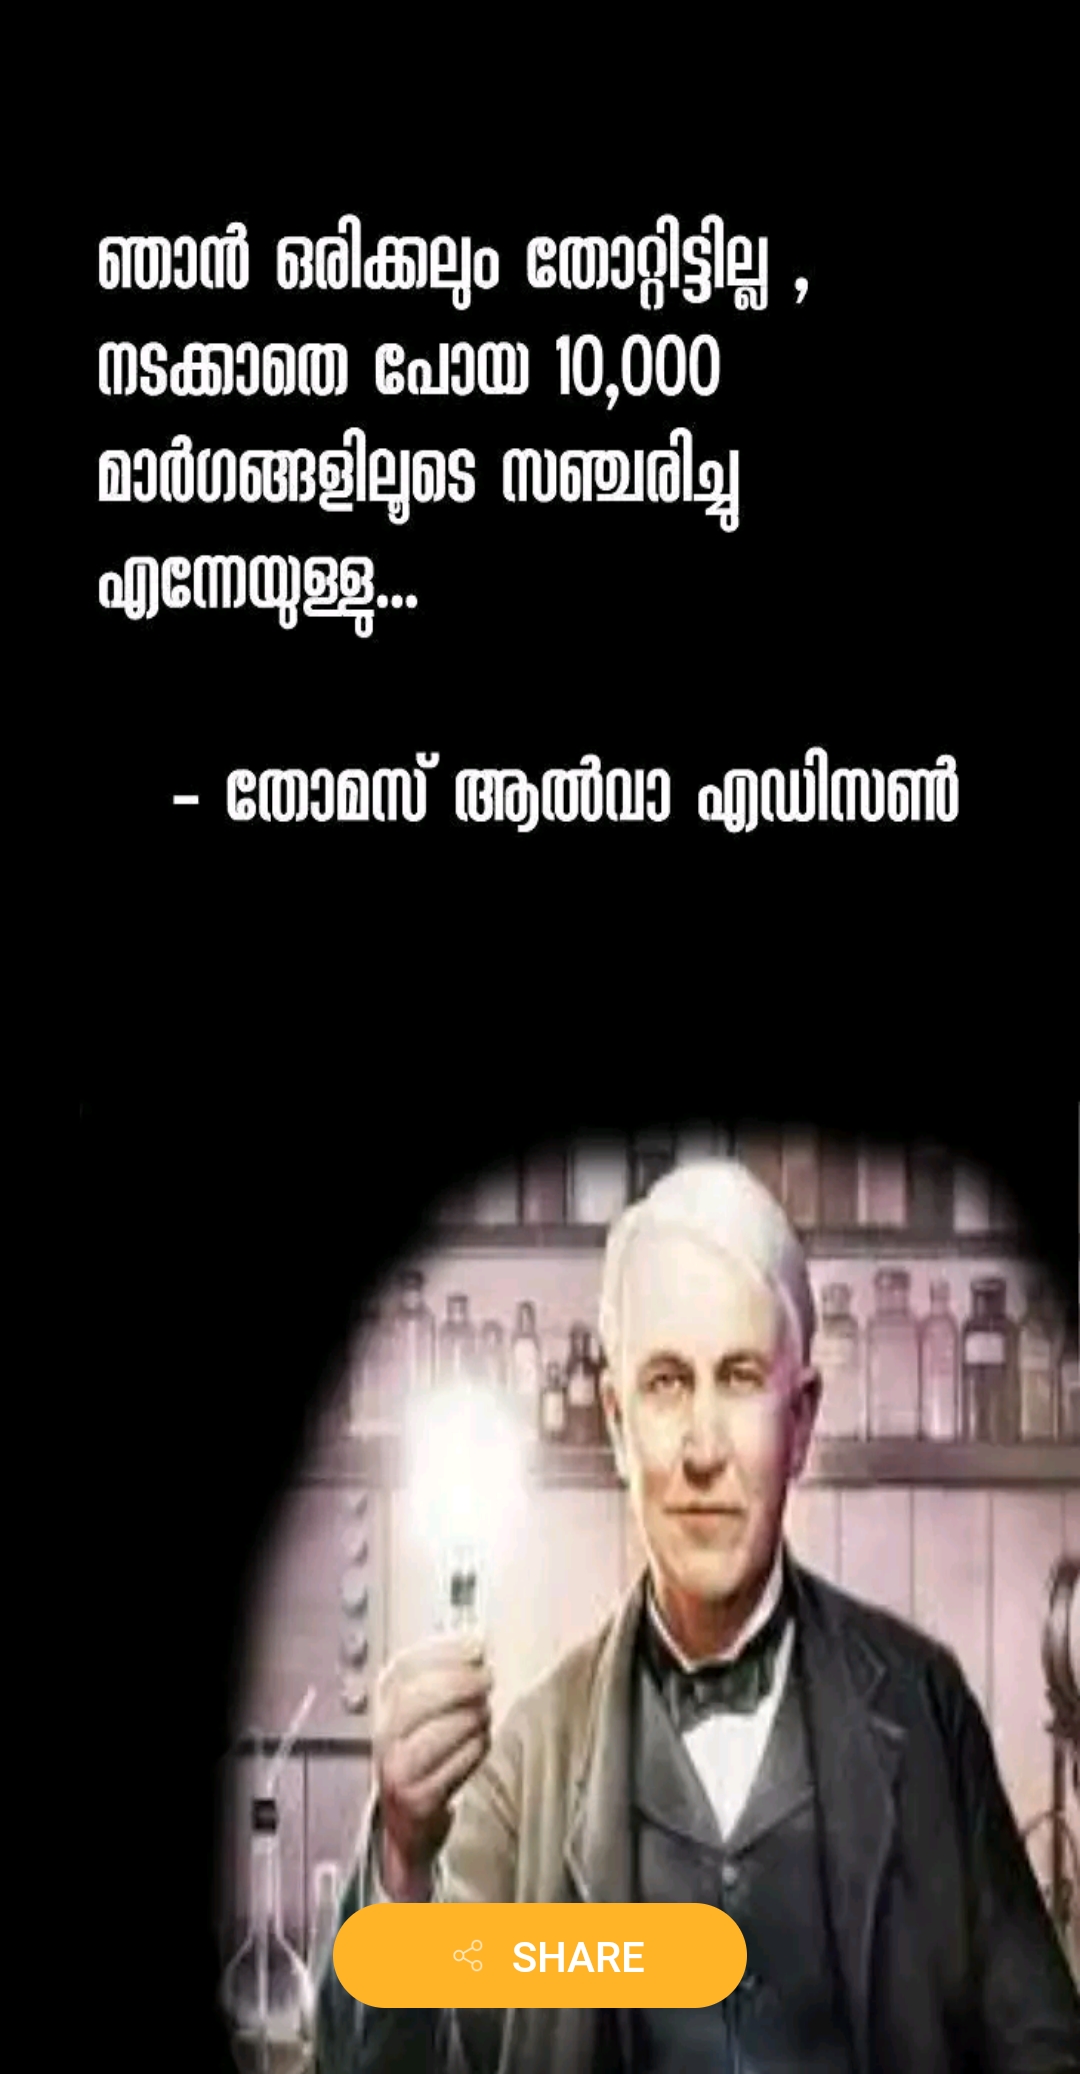 ഞാൻ ഒരിക്കലും തോറ്റിട്ടില്ല ,
നടക്കാതെ പോയ 10,000
മാർഗങ്ങളിലൂടെ സഞ്ചരിച്ചു
എന്നേയുള്ളു...
- തോമസ് ആൽവാ എഡിസൺ
SHARE